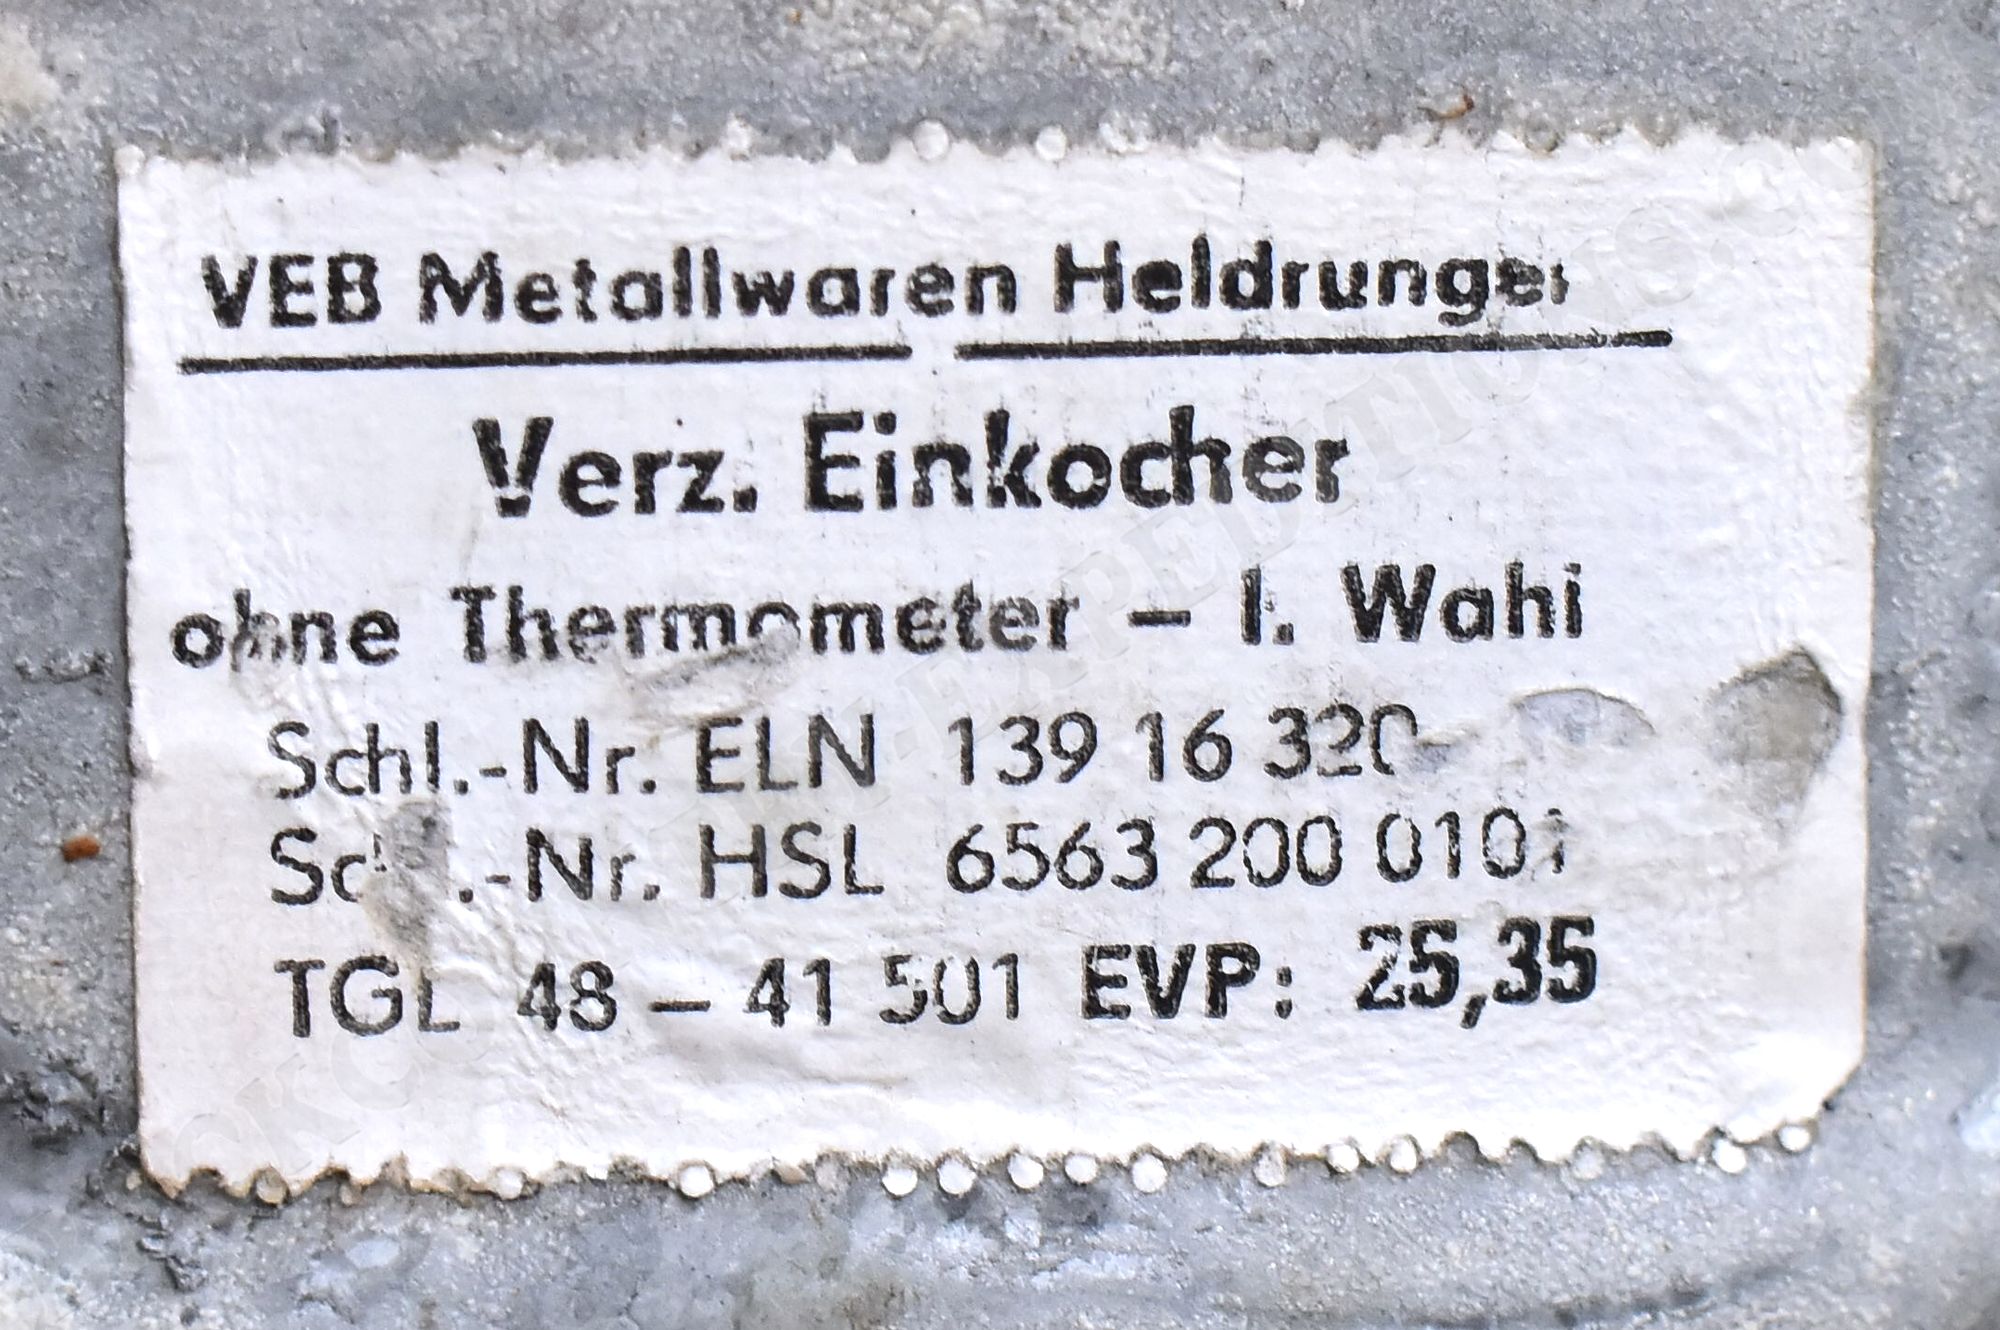 VEB Metallwaren Heldrungen
Verz. Einkocher
ohne Thermometer – I. Wahl
Schl.-Nr. ELN 139 16 320
Schl.-Nr. HSL 6563 200 0101
TGL 48 – 41 501 EVP: 25,35